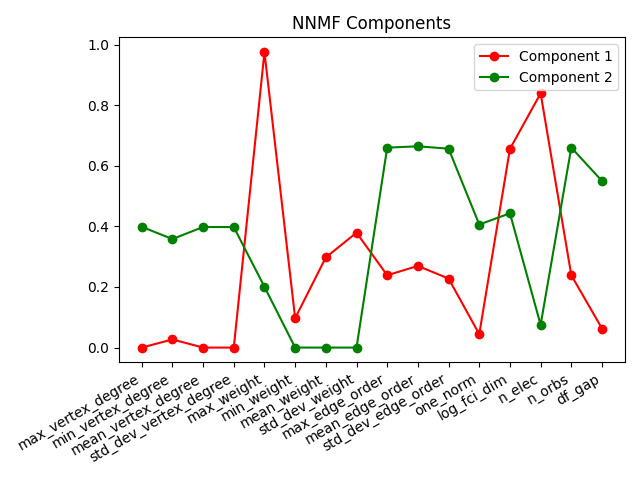 NNMF Components
Component 1
Component 2
1.0
0.8
0.6
0.4
0.2
0.0
max_vertex_degree
min_vertex_degree
mean_vertex_degree
std_dev_vertex_degree
max_weight
min_weight
mean_weight
std_dev_weight
max_edge_order
mean_edge_order
std_dev_edge_order
one_norm
log_fci_dim
n_elec
n_orbs
df_gap